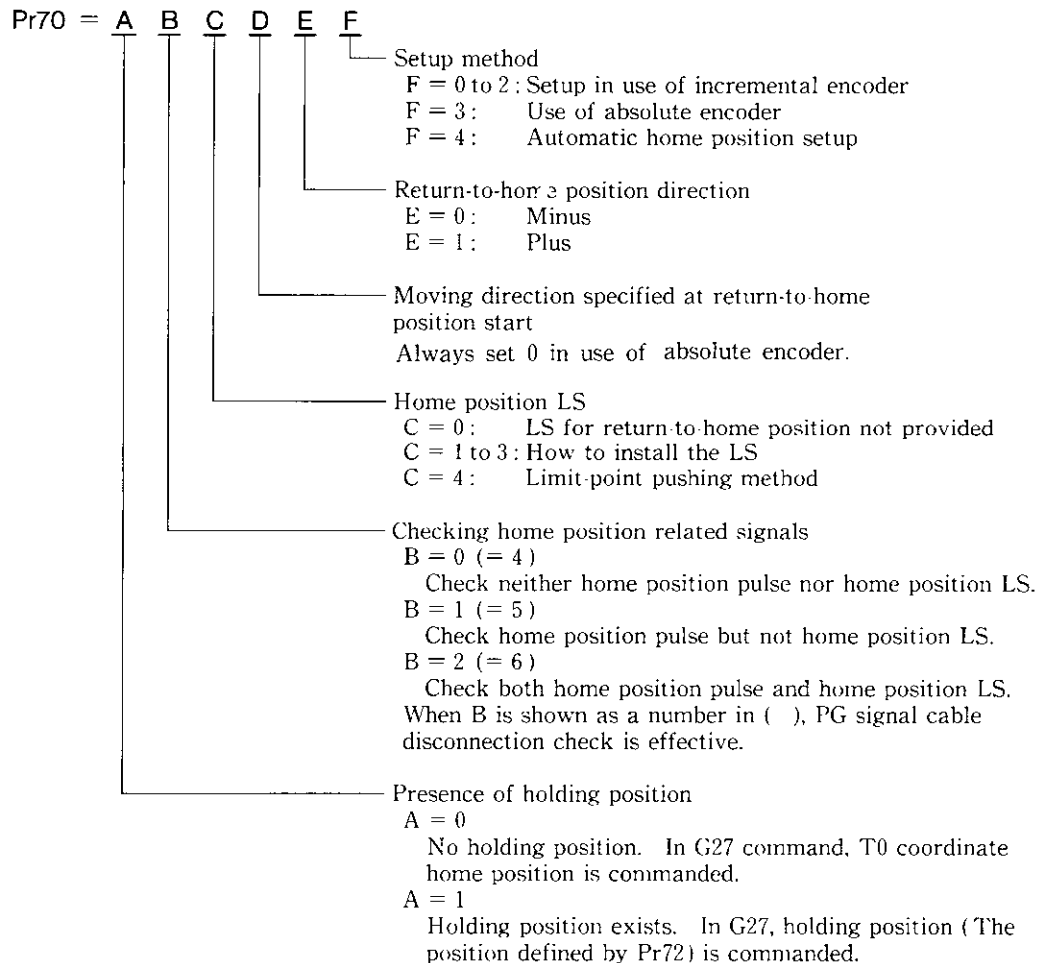 Pr70 = A B C D E F
Setup method
F = 0 to 2 : Setup in use of incremental encoder
F = 3 : Use of absolute encoder
F = 4 : Automatic home position setup
Return-to-home position direction
E = 0 : Minus
E = 1 : Plus
Moving direction specified at return-to-home
position start
Always set 0 in use of absolute encoder.
Home position LS
C = 0 : LS for return-to-home position not provided
C = 1 to 3 : How to install the LS
C = 4 : Limit-point pushing method
Checking home position related signals
B = 0 (= 4)
Check neither home position pulse nor home position LS.
B = 1 (= 5)
Check home position pulse but not home position LS.
B = 2 (= 6)
Check both home position pulse and home position LS.
When B is shown as a number in ( ), PG signal cable
disconnection check is effective.
Presence of holding position
A = 0
No holding position. In G27 command, T0 coordinate
home position is commanded.
A = 1
Holding position exists. In G27, holding position (The
position defined by Pr72) is commanded.